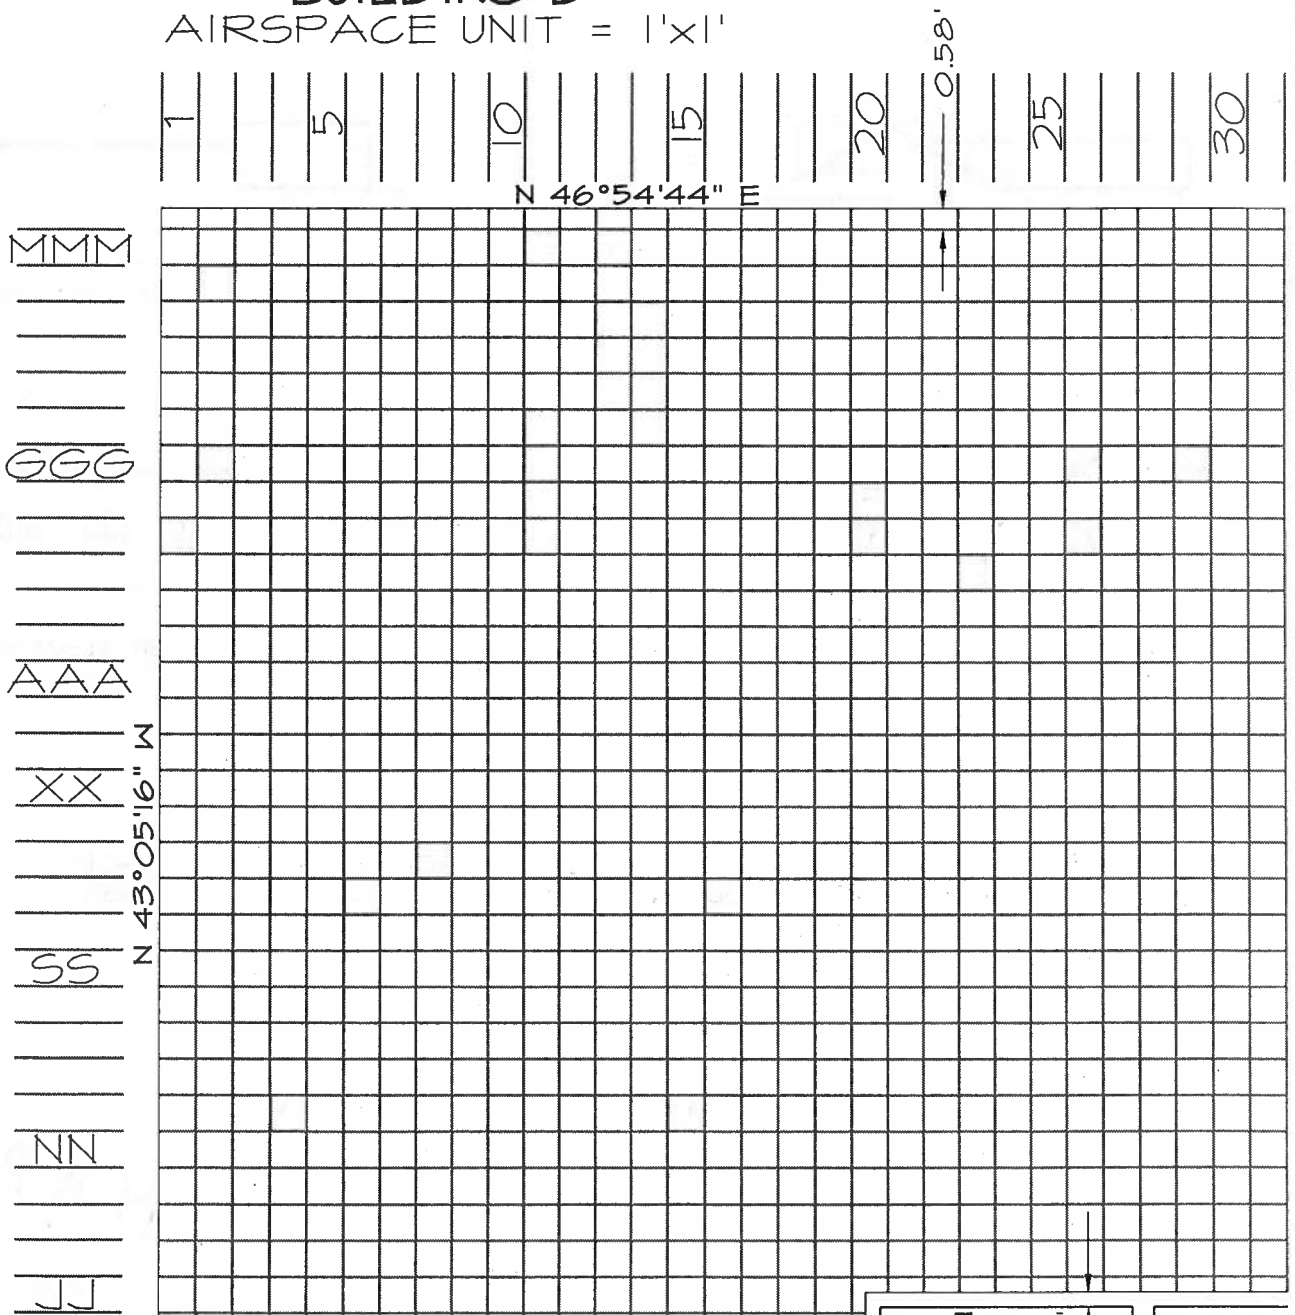 AIRSPACE UNIT = 1'x1'
0.58'
1 5 10 15 20 25 30
N 46°54'44" E
MMM
GGG
AAA
XX
N 43°05'16" W
SS
NN
JJ